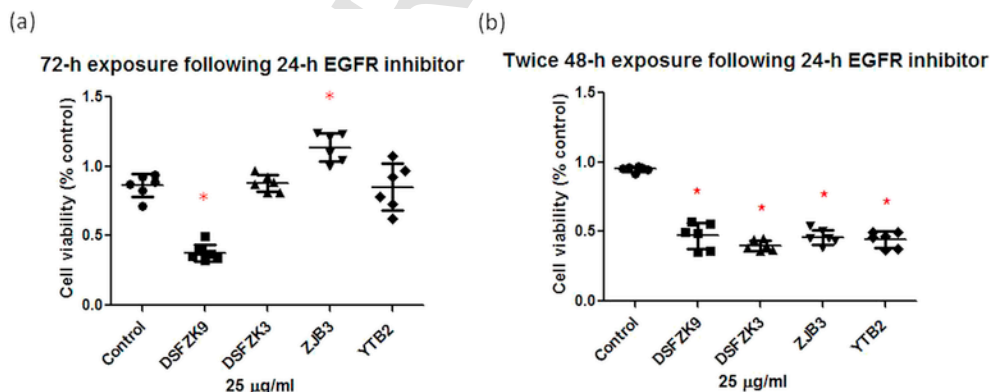 (a)
72-h exposure following 24-h EGFR inhibitor
Cell viability (% control)
1.5
1.0
0.5
0.0
*
*
Control
DSFZK9
DSFZK3
ZJB3
YTB2
25 µg/ml
(b)
Twice 48-h exposure following 24-h EGFR inhibitor
Cell viability (% control)
1.5
1.0
0.5
0.0
*
*
*
*
Control
DSFZK9
DSFZK3
ZJB3
YTB2
25 µg/ml